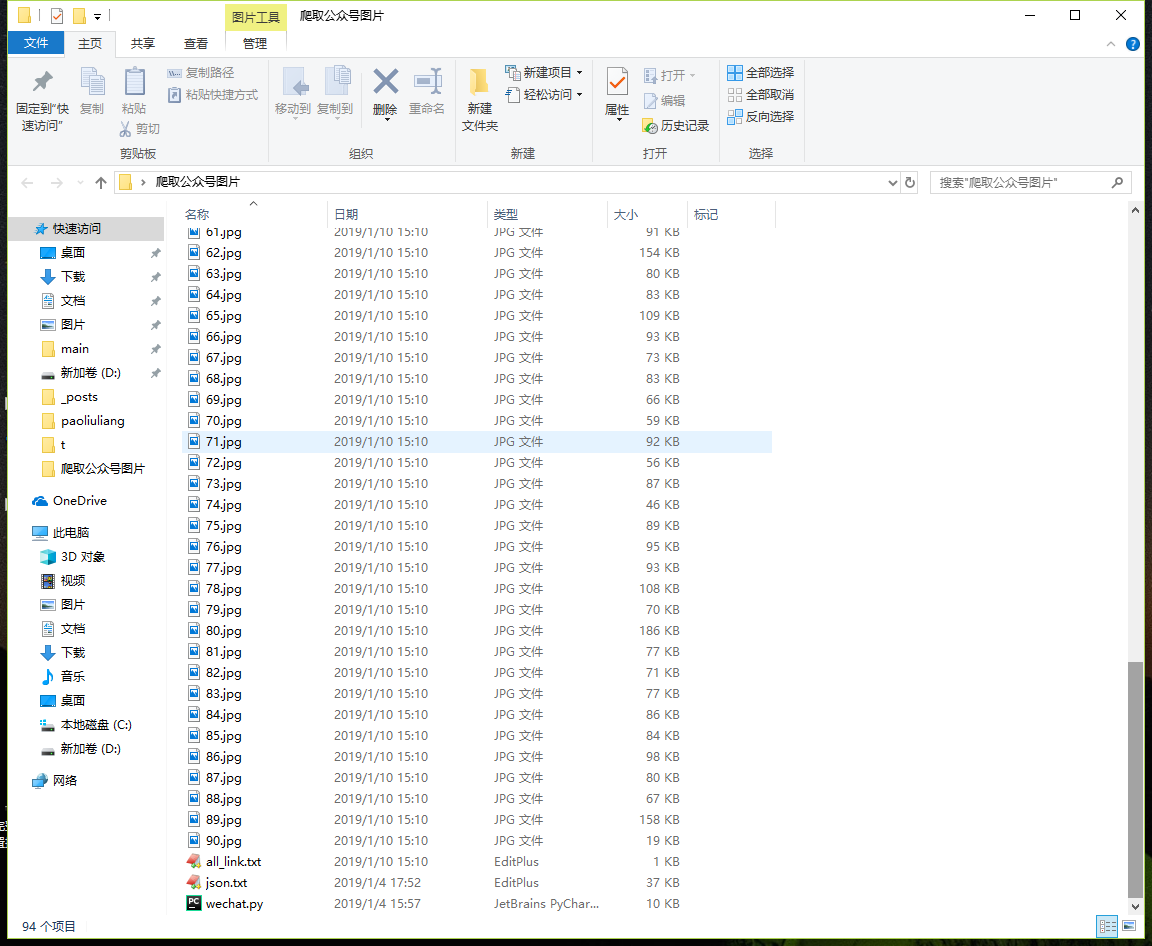 图片工具 爬取公众号图片
文件 主页 共享 查看 管理
固定到"快速访问" 复制 粘贴 复制路径 粘贴快捷方式 剪切
移动到 复制到 删除 重命名
新建文件夹 新建项目 轻松访问
属性 打开 编辑 历史记录
全部选择 全部取消 反向选择
剪贴板 组织 新建 打开 选择
爬取公众号图片 搜索"爬取公众号图片"
快速访问
桌面
下载
文档
图片
main
新加卷 (D:)
_posts
paoliuliang
t
爬取公众号图片
OneDrive
此电脑
3D 对象
视频
图片
文档
下载
音乐
桌面
本地磁盘 (C:)
新加卷 (D:)
网络
名称 日期 类型 大小 标记
61.jpg 2019/1/10 15:10 JPG 文件 91 KB
62.jpg 2019/1/10 15:10 JPG 文件 154 KB
63.jpg 2019/1/10 15:10 JPG 文件 80 KB
64.jpg 2019/1/10 15:10 JPG 文件 83 KB
65.jpg 2019/1/10 15:10 JPG 文件 109 KB
66.jpg 2019/1/10 15:10 JPG 文件 93 KB
67.jpg 2019/1/10 15:10 JPG 文件 73 KB
68.jpg 2019/1/10 15:10 JPG 文件 83 KB
69.jpg 2019/1/10 15:10 JPG 文件 66 KB
70.jpg 2019/1/10 15:10 JPG 文件 59 KB
71.jpg 2019/1/10 15:10 JPG 文件 92 KB
72.jpg 2019/1/10 15:10 JPG 文件 56 KB
73.jpg 2019/1/10 15:10 JPG 文件 87 KB
74.jpg 2019/1/10 15:10 JPG 文件 46 KB
75.jpg 2019/1/10 15:10 JPG 文件 89 KB
76.jpg 2019/1/10 15:10 JPG 文件 95 KB
77.jpg 2019/1/10 15:10 JPG 文件 93 KB
78.jpg 2019/1/10 15:10 JPG 文件 108 KB
79.jpg 2019/1/10 15:10 JPG 文件 70 KB
80.jpg 2019/1/10 15:10 JPG 文件 186 KB
81.jpg 2019/1/10 15:10 JPG 文件 77 KB
82.jpg 2019/1/10 15:10 JPG 文件 71 KB
83.jpg 2019/1/10 15:10 JPG 文件 77 KB
84.jpg 2019/1/10 15:10 JPG 文件 86 KB
85.jpg 2019/1/10 15:10 JPG 文件 84 KB
86.jpg 2019/1/10 15:10 JPG 文件 98 KB
87.jpg 2019/1/10 15:10 JPG 文件 80 KB
88.jpg 2019/1/10 15:10 JPG 文件 67 KB
89.jpg 2019/1/10 15:10 JPG 文件 158 KB
90.jpg 2019/1/10 15:10 JPG 文件 19 KB
all_link.txt 2019/1/10 15:10 EditPlus 1 KB
json.txt 2019/1/4 17:52 EditPlus 37 KB
wechat.py 2019/1/4 15:57 JetBrains PyChar... 10 KB
94 个项目